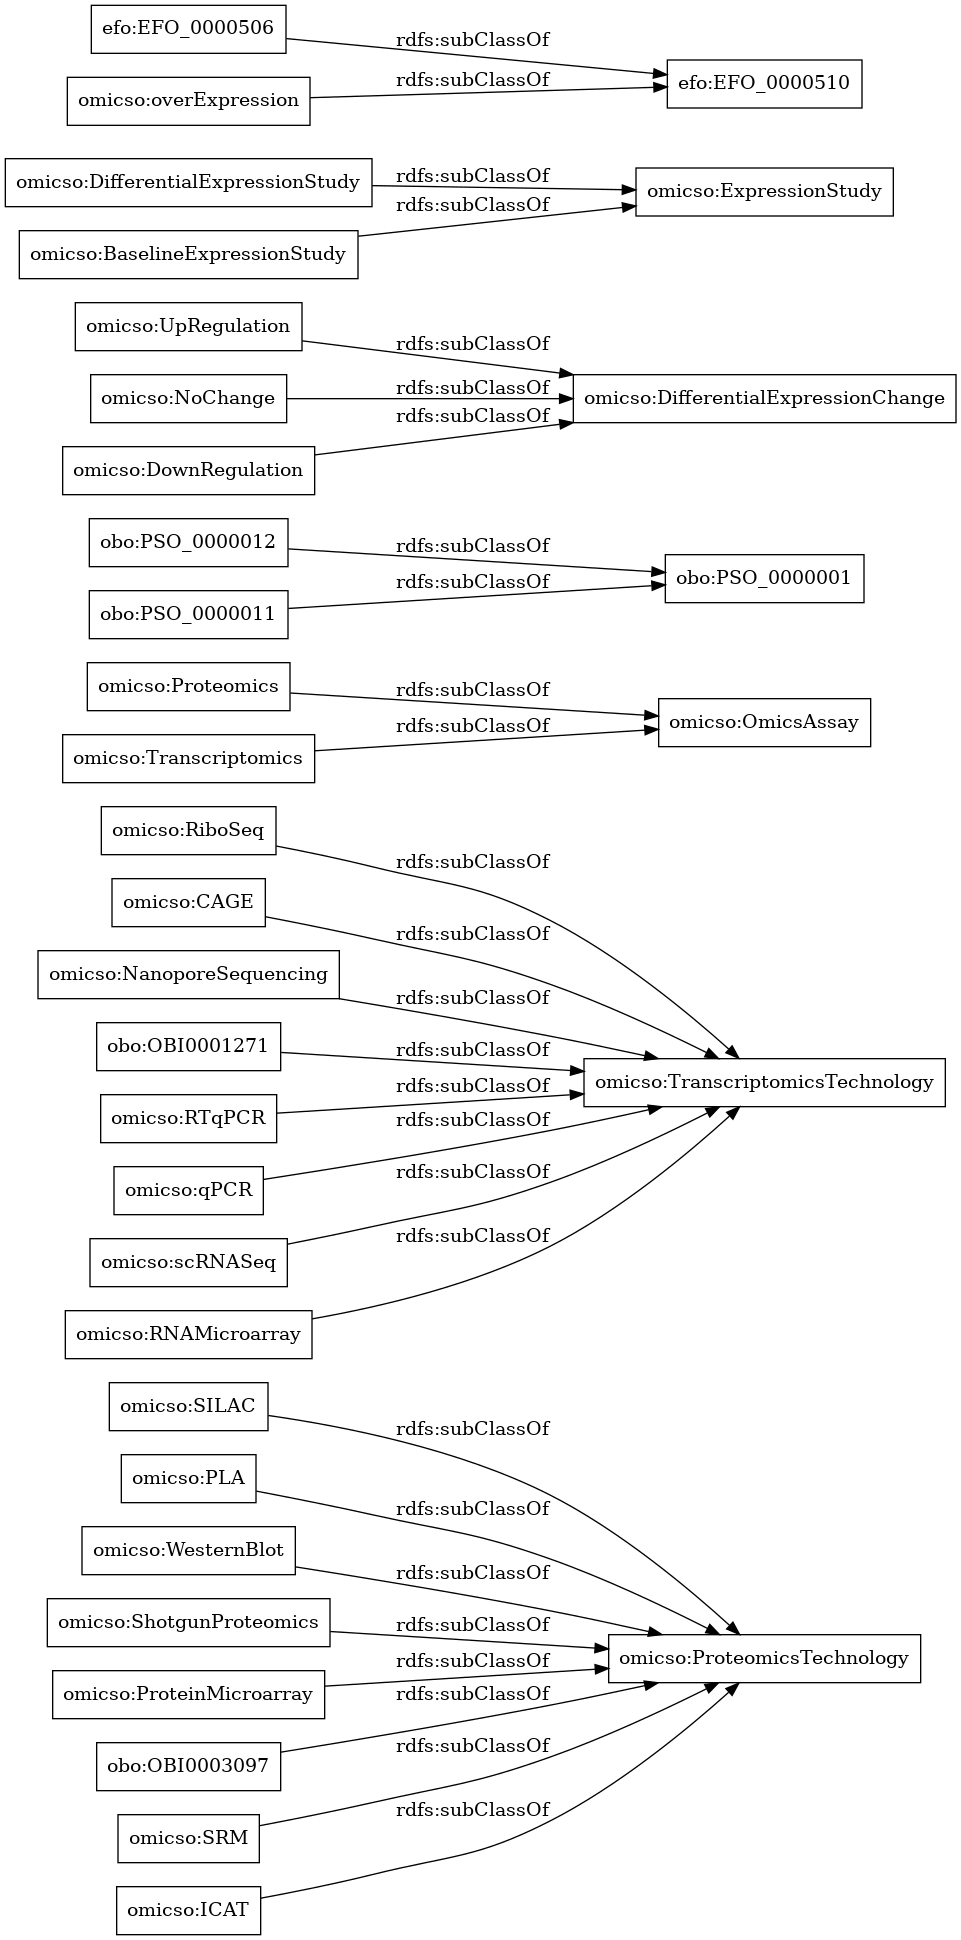 efo:EFO_0000506
rdfs:subClassOf
efo:EFO_0000510
omicso:overExpression
rdfs:subClassOf
omicso:DifferentialExpressionStudy
rdfs:subClassOf
omicso:ExpressionStudy
omicso:BaselineExpressionStudy
rdfs:subClassOf
omicso:UpRegulation
rdfs:subClassOf
omicso:NoChange
rdfs:subClassOf
omicso:DifferentialExpressionChange
omicso:DownRegulation
rdfs:subClassOf
obo:PSO_0000012
rdfs:subClassOf
obo:PSO_0000001
obo:PSO_0000011
rdfs:subClassOf
omicso:Proteomics
rdfs:subClassOf
omicso:OmicsAssay
omicso:Transcriptomics
rdfs:subClassOf
omicso:RiboSeq
rdfs:subClassOf
omicso:CAGE
rdfs:subClassOf
omicso:NanoporeSequencing
rdfs:subClassOf
obo:OBI0001271
rdfs:subClassOf
omicso:TranscriptomicsTechnology
omicso:RTqPCR
rdfs:subClassOf
omicso:qPCR
rdfs:subClassOf
omicso:scRNASeq
rdfs:subClassOf
omicso:RNAMicroarray
rdfs:subClassOf
omicso:SILAC
rdfs:subClassOf
omicso:PLA
rdfs:subClassOf
omicso:WesternBlot
rdfs:subClassOf
omicso:ShotgunProteomics
rdfs:subClassOf
omicso:ProteomicsTechnology
omicso:ProteinMicroarray
rdfs:subClassOf
obo:OBI0003097
rdfs:subClassOf
omicso:SRM
rdfs:subClassOf
omicso:ICAT
rdfs:subClassOf